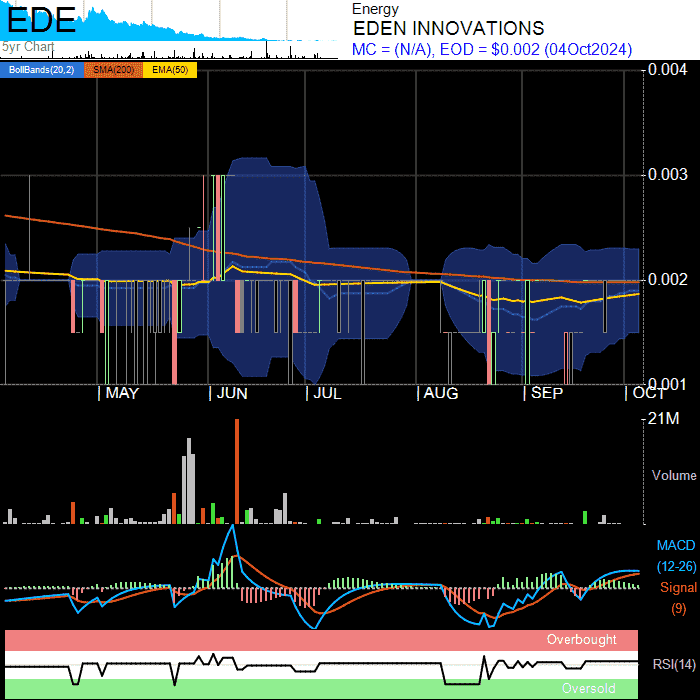 EDE
5yr Chart
Energy
EDEN INNOVATIONS
MC = (N/A), EOD = $0.002 (04Oct2024)
BollBands(20,2) SMA(200) EMA(50)
0.004
0.003
0.002
0.001
MAY JUN JUL AUG SEP OCT
21M
Volume
MACD
(12-26)
Signal
(9)
Overbought
RSI(14)
Oversold